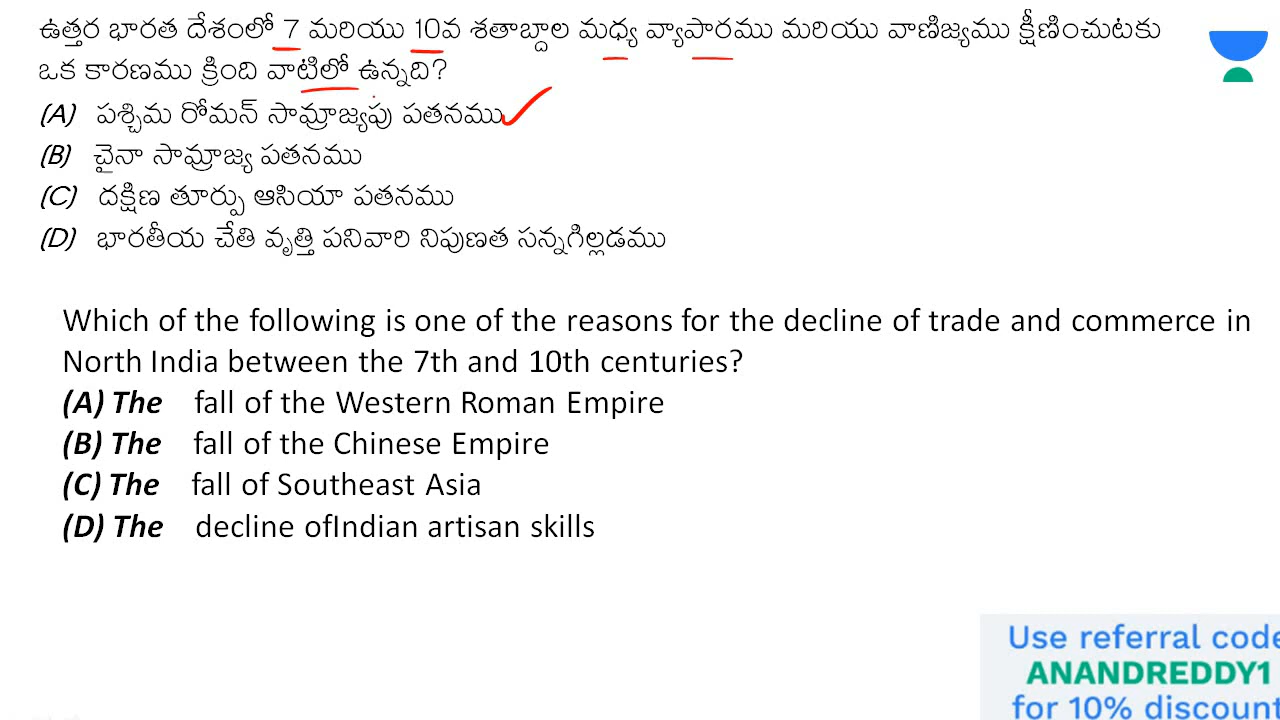 ఉత్తర భారత దేశంలో 7 మరియు 10వ శతాబ్దాల మధ్య వ్యాపారము మరియు వాణిజ్యము క్షీణించుటకు
ఒక కారణము క్రింది వాటిలో ఉన్నది?
(A) పశ్చిమ రోమన్ సామ్రాజ్యపు పతనము
(B) చైనా సామ్రాజ్య పతనము
(C) దక్షిణ తూర్పు ఆసియా పతనము
(D) భారతీయ చేతి వృత్తి పనివారి నిపుణత సన్నగిల్లడము
Which of the following is one of the reasons for the decline of trade and commerce in
North India between the 7th and 10th centuries?
(A) The fall of the Western Roman Empire
(B) The fall of the Chinese Empire
(C) The fall of Southeast Asia
(D) The decline ofIndian artisan skills
Use referral code
ANANDREDDY1
for 10% discount